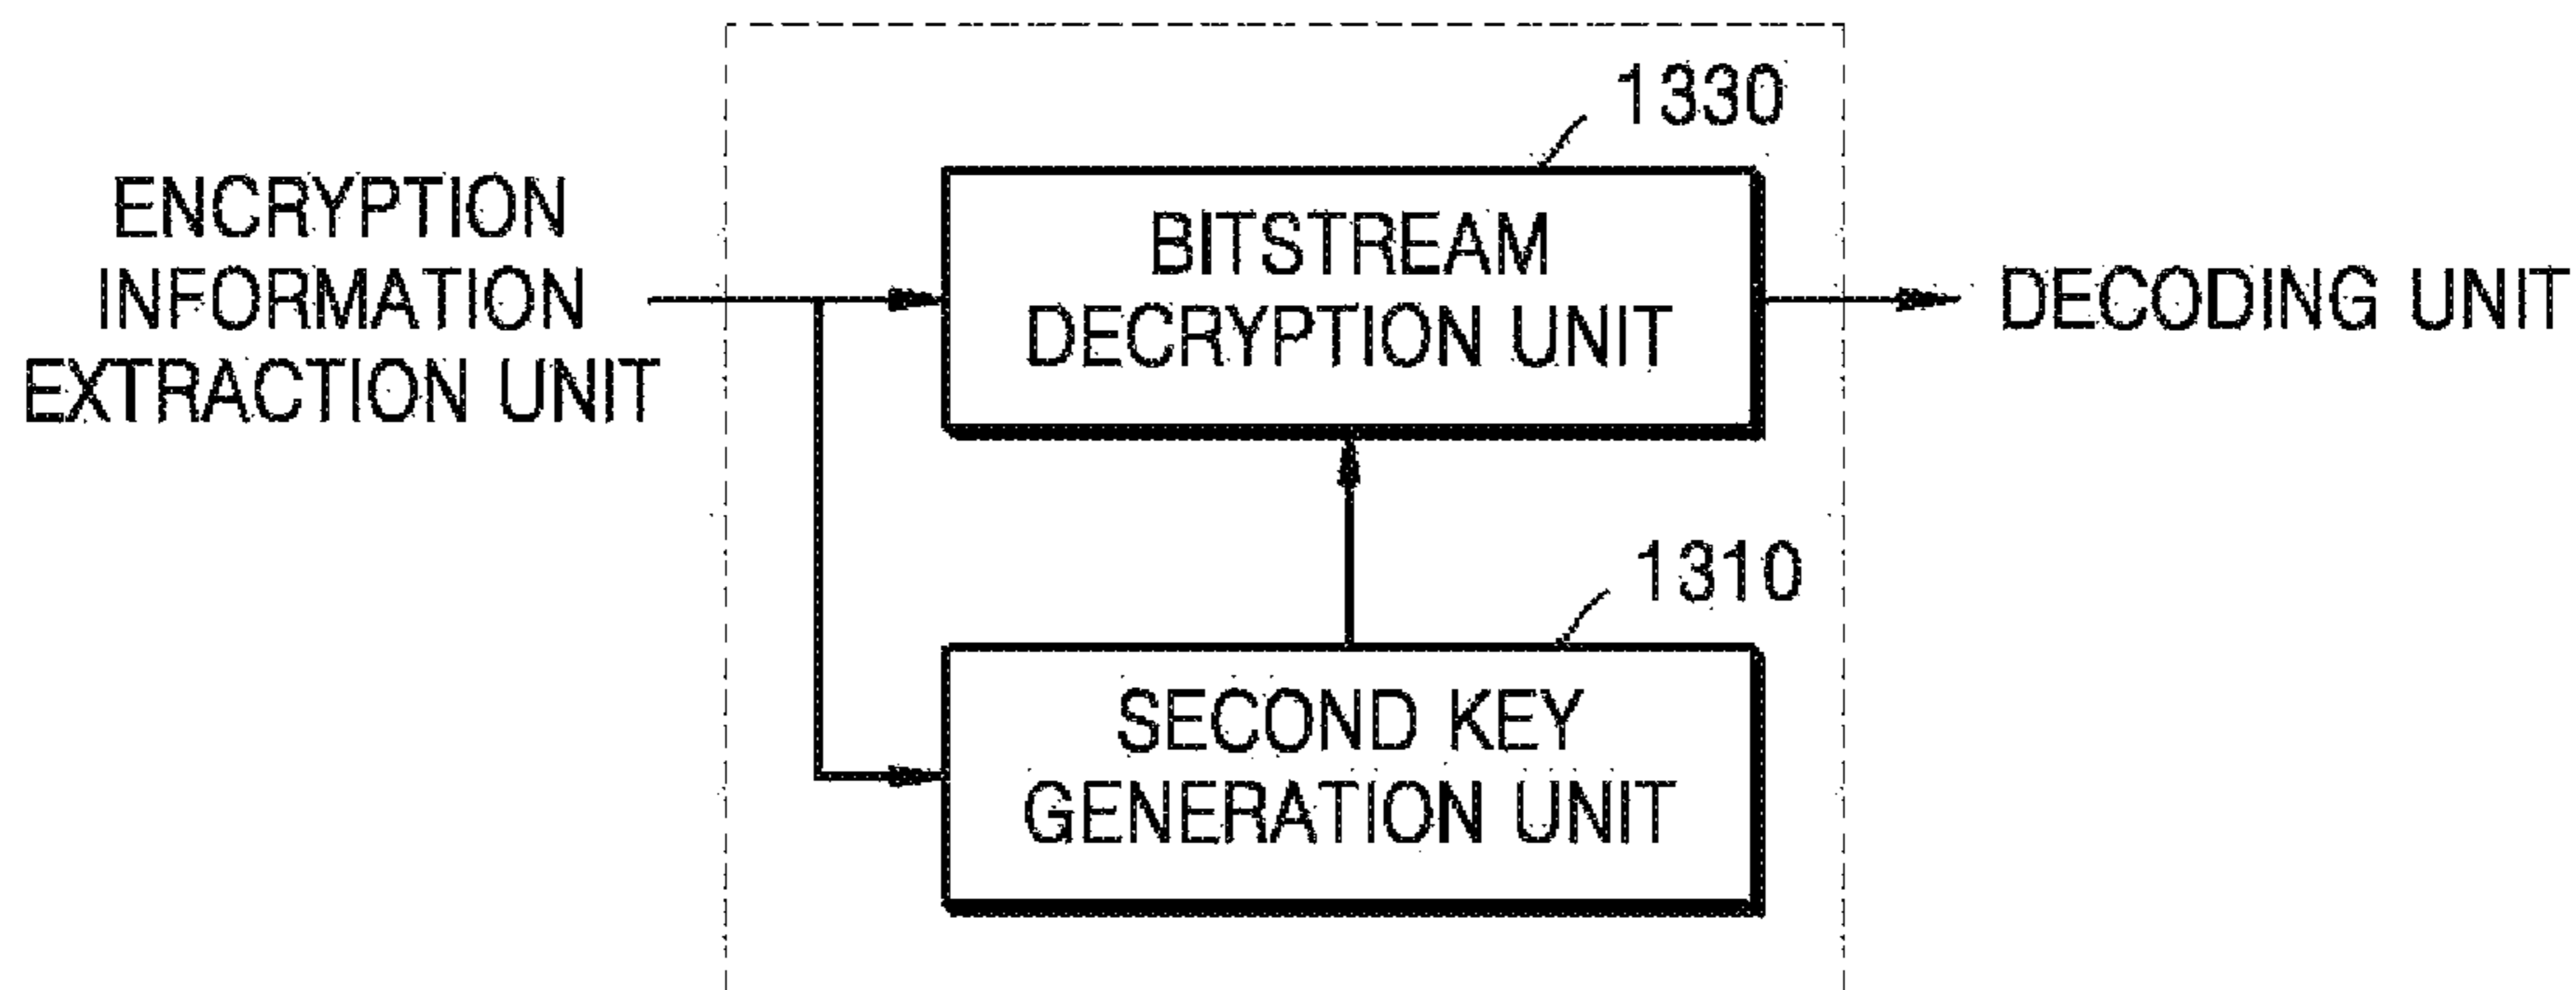 1330
ENCRYPTION
INFORMATION
EXTRACTION UNIT
BITSTREAM
DECRYPTION UNIT
DECODING UNIT
1310
SECOND KEY
GENERATION UNIT